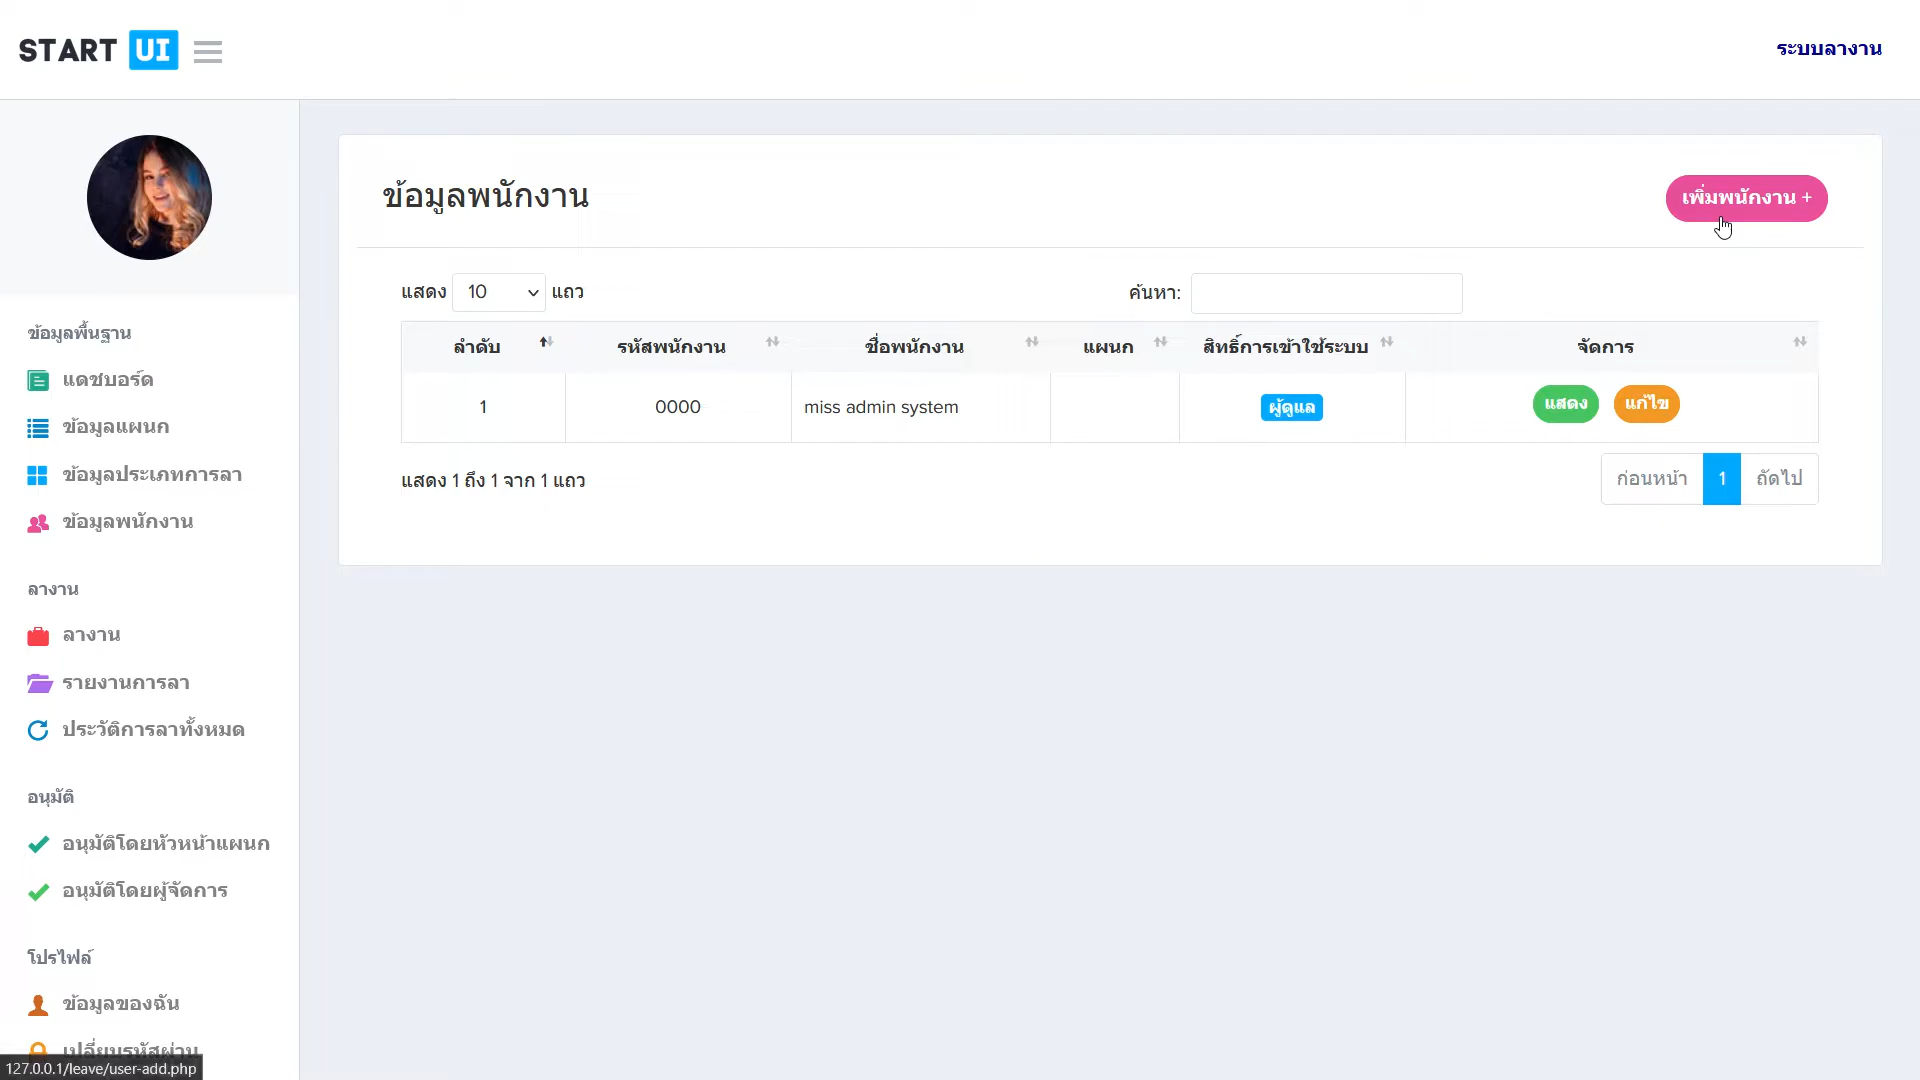 START UI
ระบบลางาน
ข้อมูลพนักงาน
เพิ่มพนักงาน +
แสดง 10 แถว
ค้นหา:
ลำดับ รหัสพนักงาน ชื่อพนักงาน แผนก สิทธิ์การเข้าใช้ระบบ จัดการ
1 0000 miss admin system ผู้ดูแล แสดง แก้ไข
แสดง 1 ถึง 1 จาก 1 แถว
ก่อนหน้า 1 ถัดไป
ข้อมูลพื้นฐาน
แดชบอร์ด
ข้อมูลแผนก
ข้อมูลประเภทการลา
ข้อมูลพนักงาน
ลางาน
ลางาน
รายงานการลา
ประวัติการลาทั้งหมด
อนุมัติ
อนุมัติโดยหัวหน้าแผนก
อนุมัติโดยผู้จัดการ
โปรไฟล์
ข้อมูลของฉัน
เปลี่ยนรหัสผ่าน
127.0.0.1/leave/user-add.php